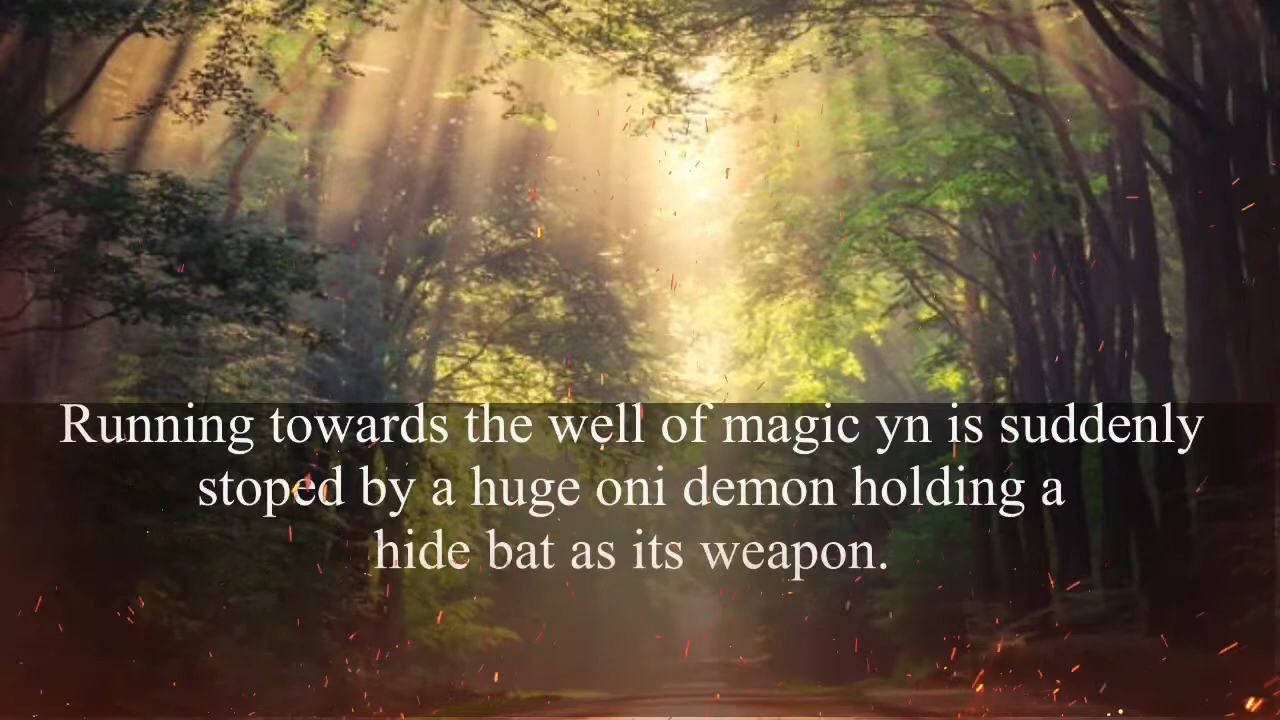 Running towards the well of magic yn is suddenly
stoped by a huge oni demon holding a
hide bat as its weapon.